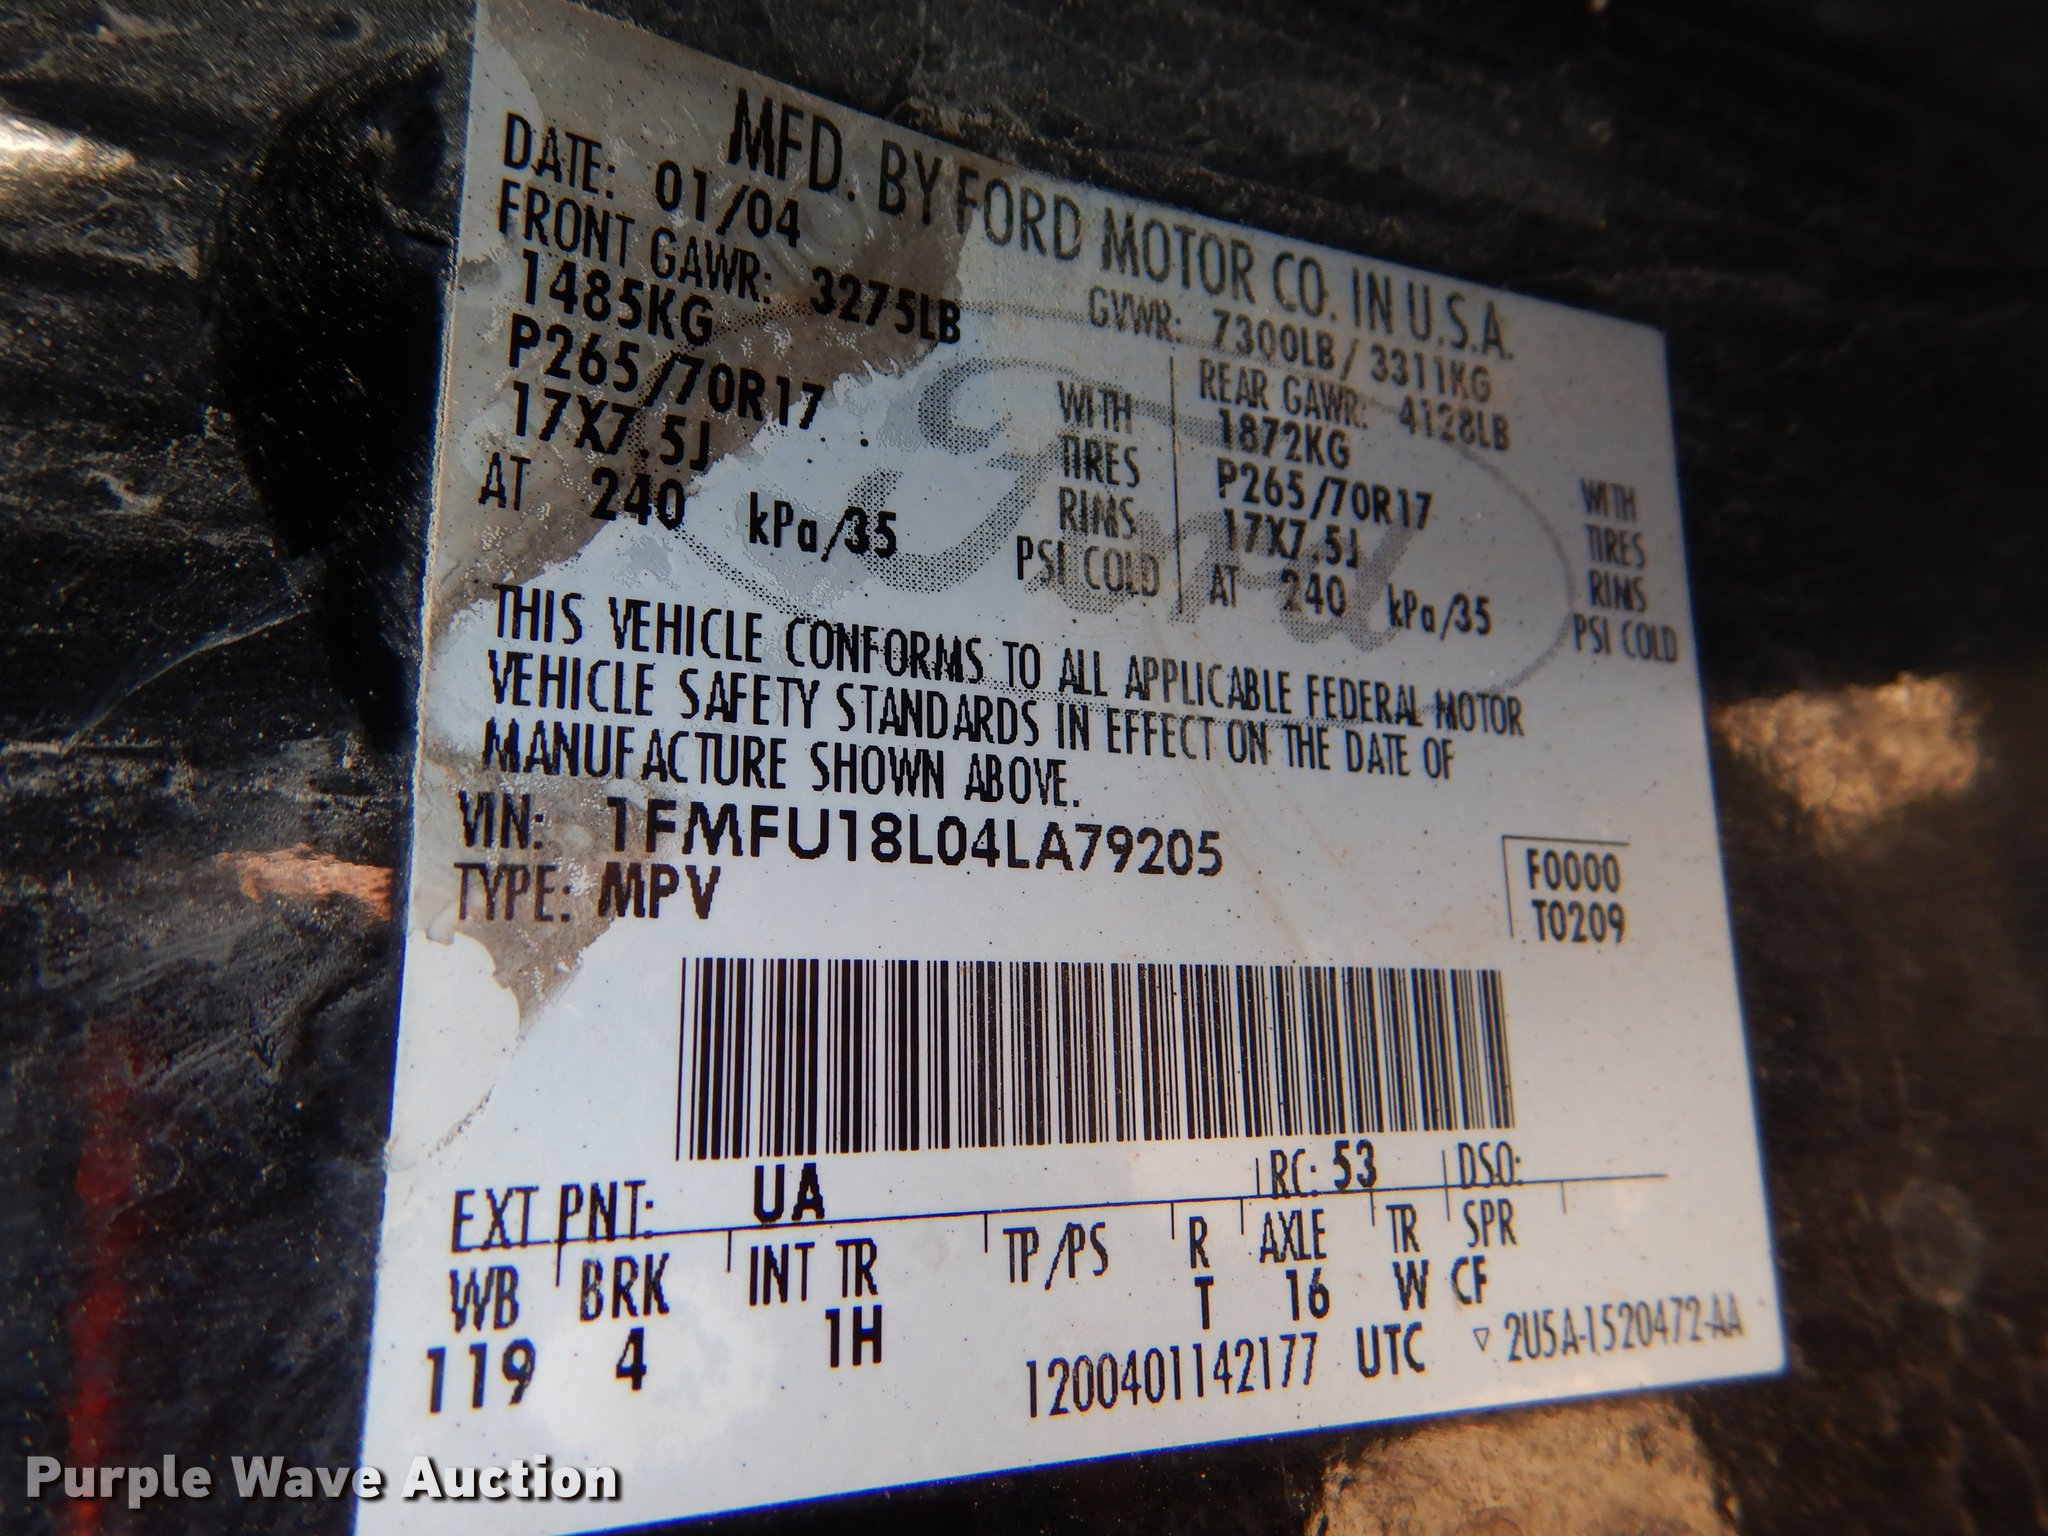 MFD. BY FORD MOTOR CO. IN U.S.A.
DATE: 01/04 GVWR: 7300LB / 3311KG
FRONT GAWR: 3275LB REAR GAWR: 4128LB
1485KG WITH 1872KG WITH
P265/70R17 TIRES P265/70R17 TIRES
17X7.5J RIMS 17X7.5J RIMS
AT 240 kPa/35 PSI COLD AT 240 kPa/35 PSI COLD
Ford
THIS VEHICLE CONFORMS TO ALL APPLICABLE FEDERAL MOTOR
VEHICLE SAFETY STANDARDS IN EFFECT ON THE DATE OF
MANUFACTURE SHOWN ABOVE.
VIN: 1FMFU18L04LA79205
TYPE: MPV
F0000
T0209
EXT PNT: UA RC: 53 DSO:
WB BRK INT TR TP/PS R AXLE TR SPR
119 4 1H T 16 W CF
1200401142177 UTC ▽ 2U5A-1520472-AA
Purple Wave Auction